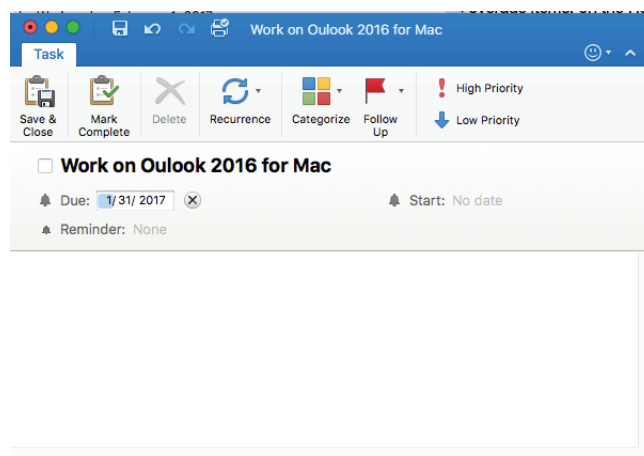 Work on Oulook 2016 for Mac
Task
Save & Close
Mark Complete
Delete
Recurrence
Categorize
Follow Up
High Priority
Low Priority
Work on Oulook 2016 for Mac
Due: 1/ 31/ 2017
Start: No date
Reminder: None